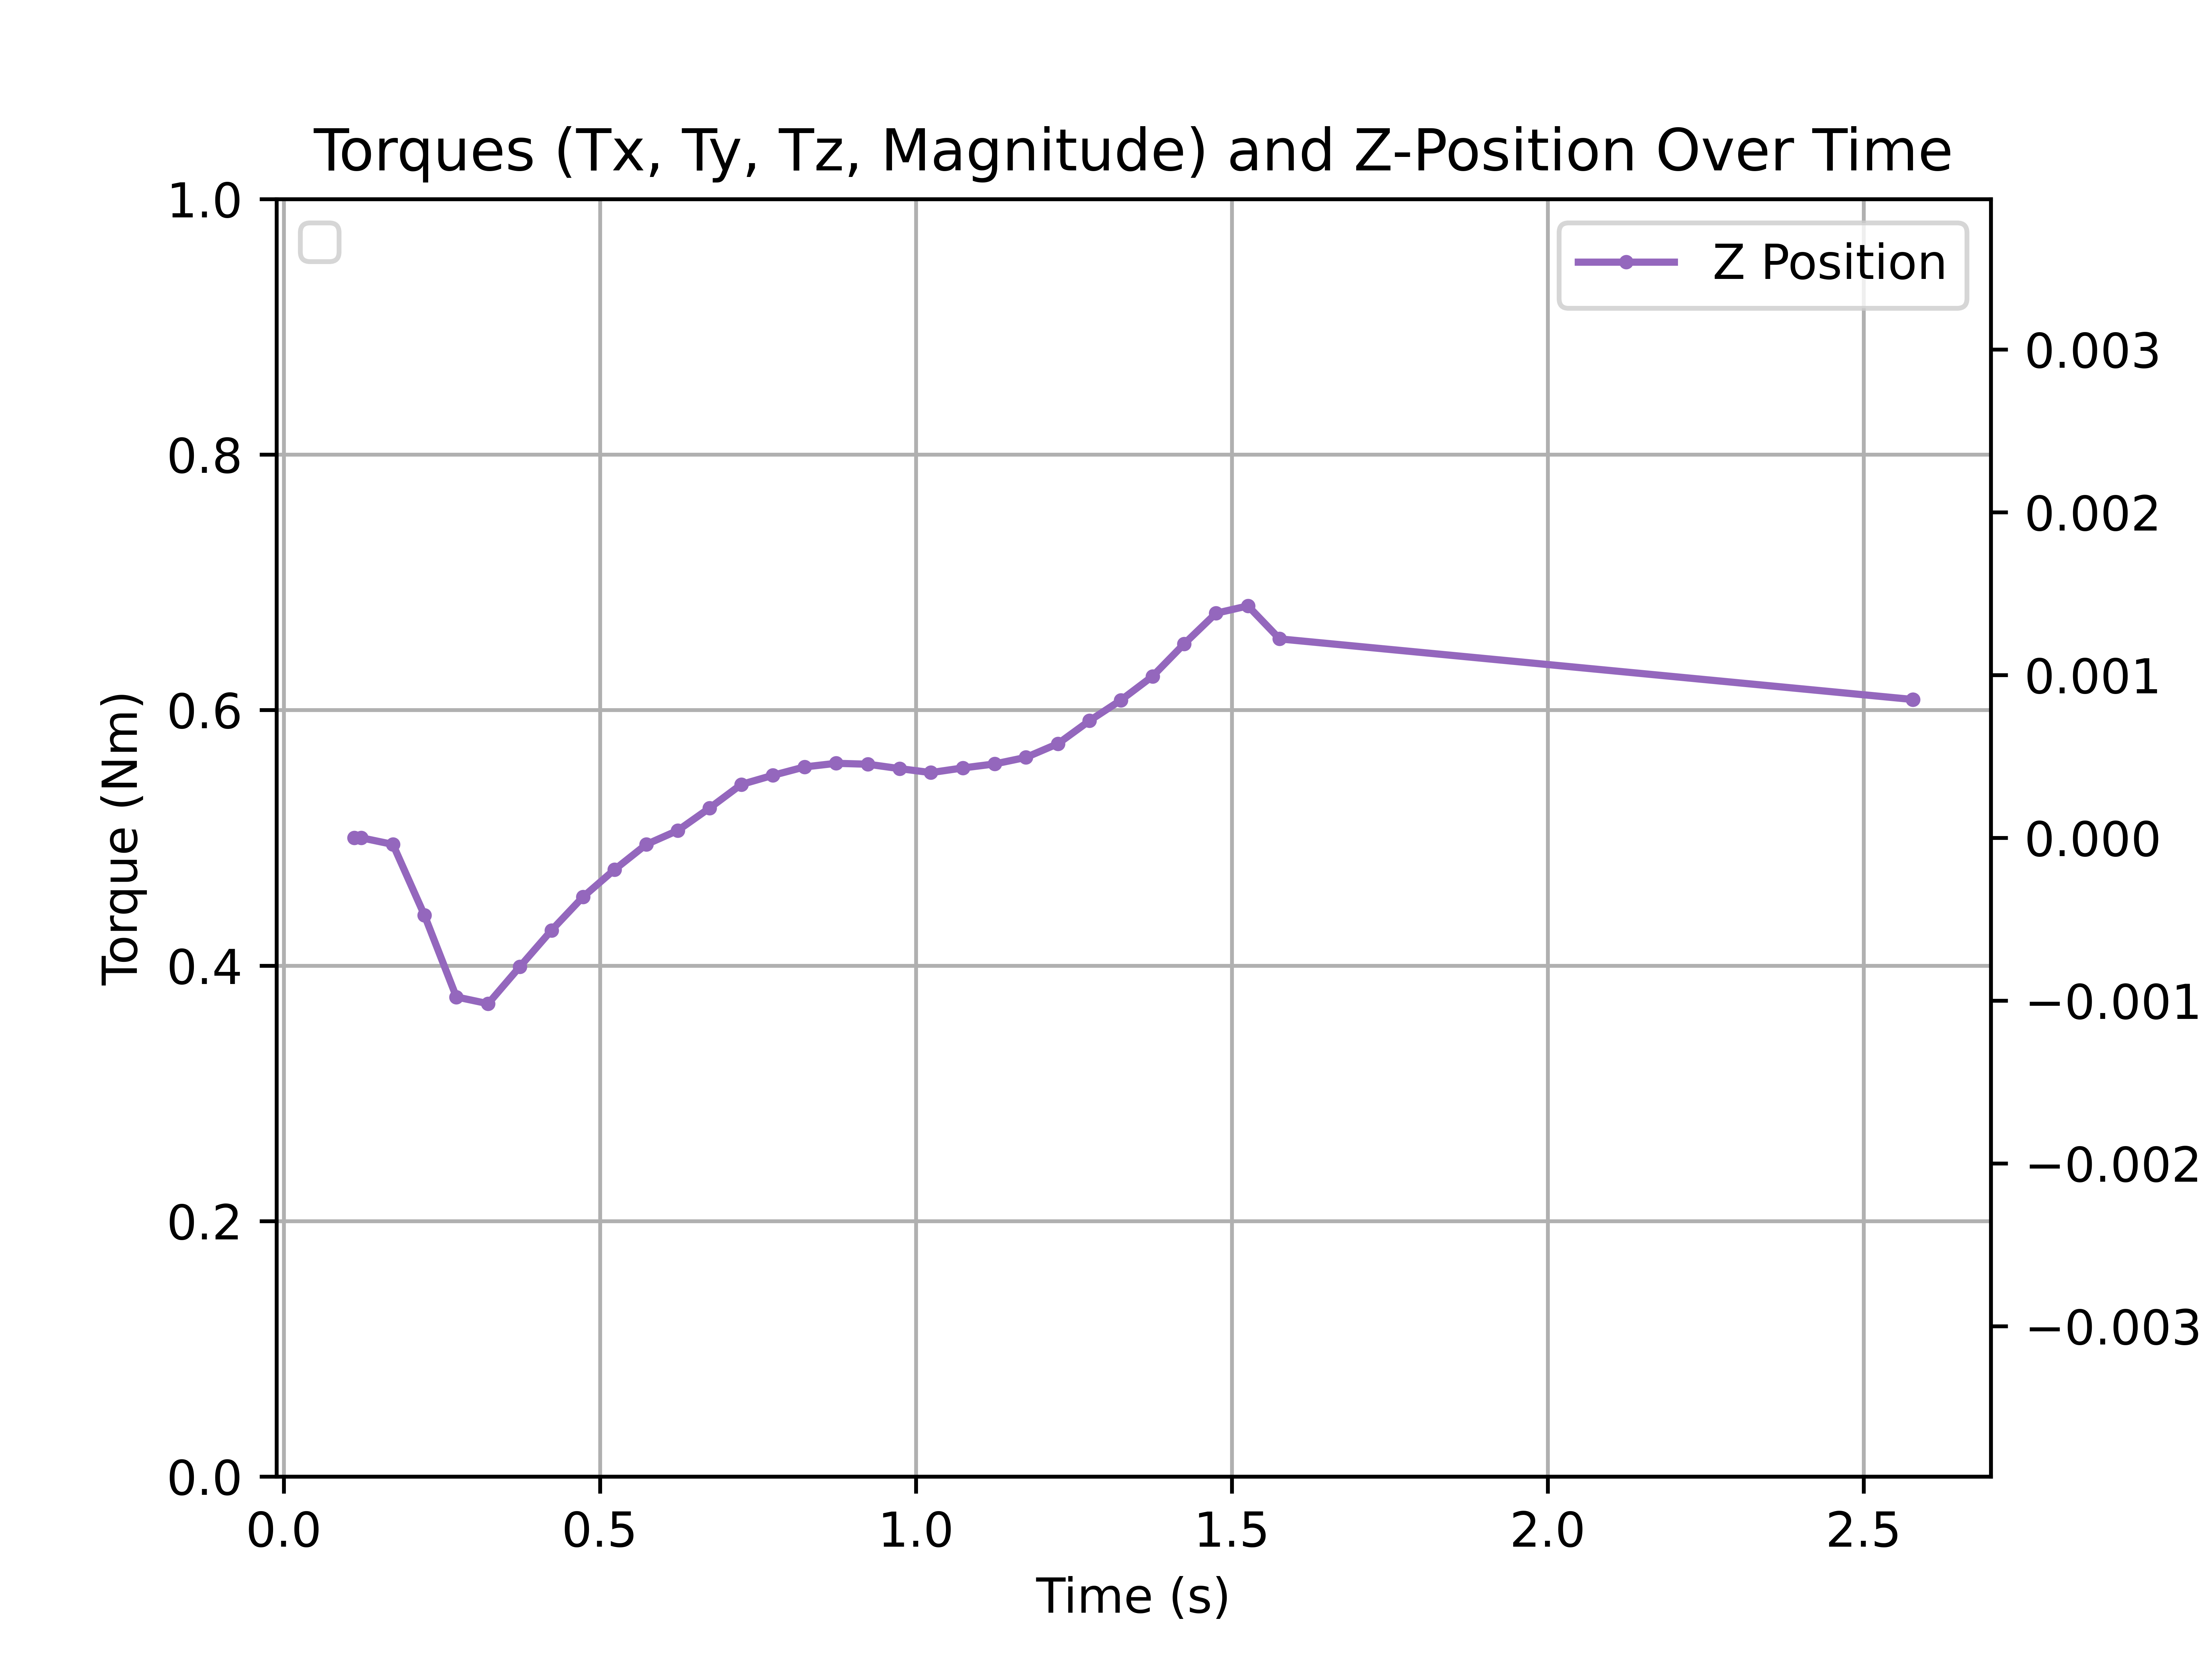 Torques (Tx, Ty, Tz, Magnitude) and Z-Position Over Time
Z Position
Torque (Nm)
1.0
0.8
0.6
0.4
0.2
0.0
0.003
0.002
0.001
0.000
−0.001
−0.002
−0.003
0.0 0.5 1.0 1.5 2.0 2.5
Time (s)